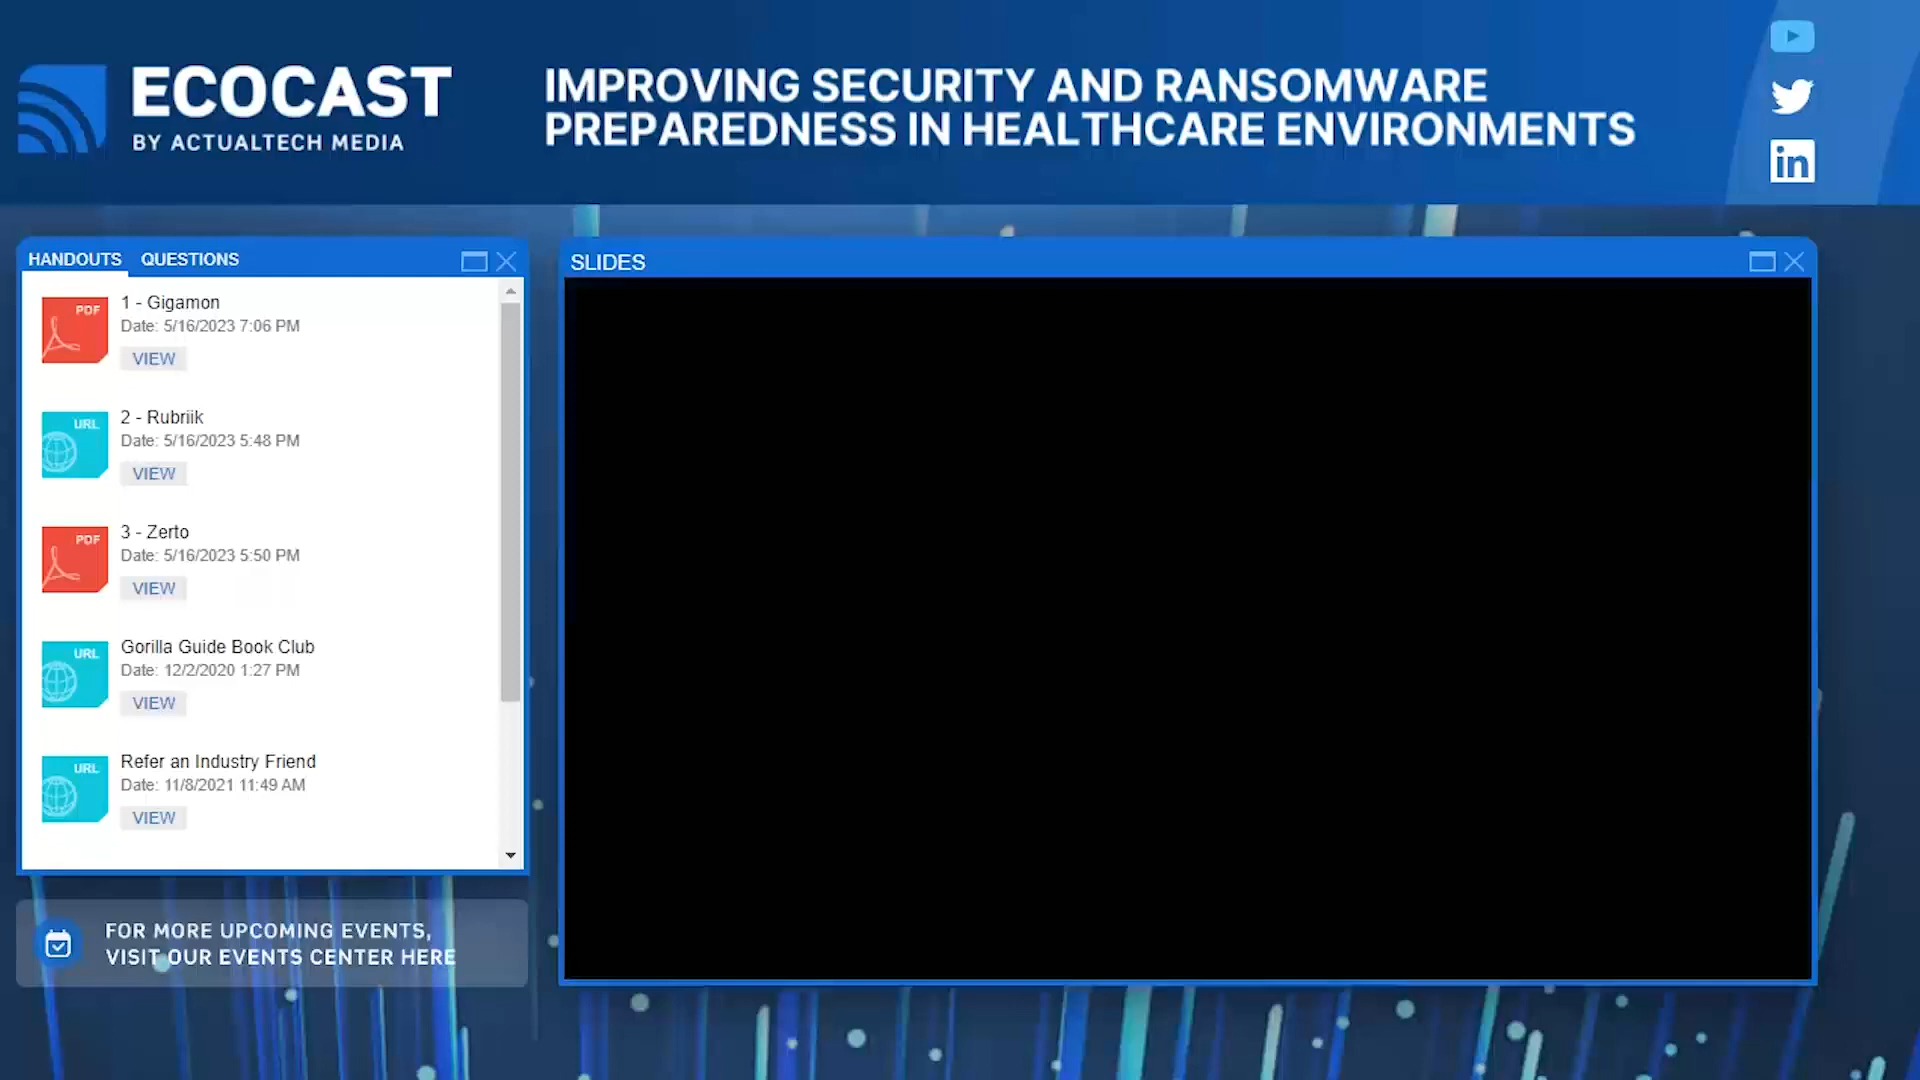 ECOCAST
BY ACTUALTECH MEDIA
IMPROVING SECURITY AND RANSOMWARE
PREPAREDNESS IN HEALTHCARE ENVIRONMENTS
in
HANDOUTS QUESTIONS
PDF
1 - Gigamon
Date: 5/16/2023 7:06 PM
VIEW
URL
2 - Rubriik
Date: 5/16/2023 5:48 PM
VIEW
PDF
3 - Zerto
Date: 5/16/2023 5:50 PM
VIEW
URL
Gorilla Guide Book Club
Date: 12/2/2020 1:27 PM
VIEW
URL
Refer an Industry Friend
Date: 11/8/2021 11:49 AM
VIEW
FOR MORE UPCOMING EVENTS,
VISIT OUR EVENTS CENTER HERE
SLIDES